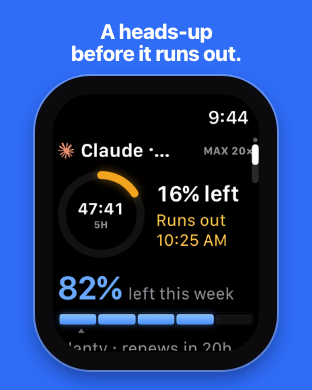 A heads-up
before it runs out.
9:44
Claude ·...
MAX 20×
47:41
5H
16% left
Runs out
10:25 AM
82% left this week
· renews in 20h